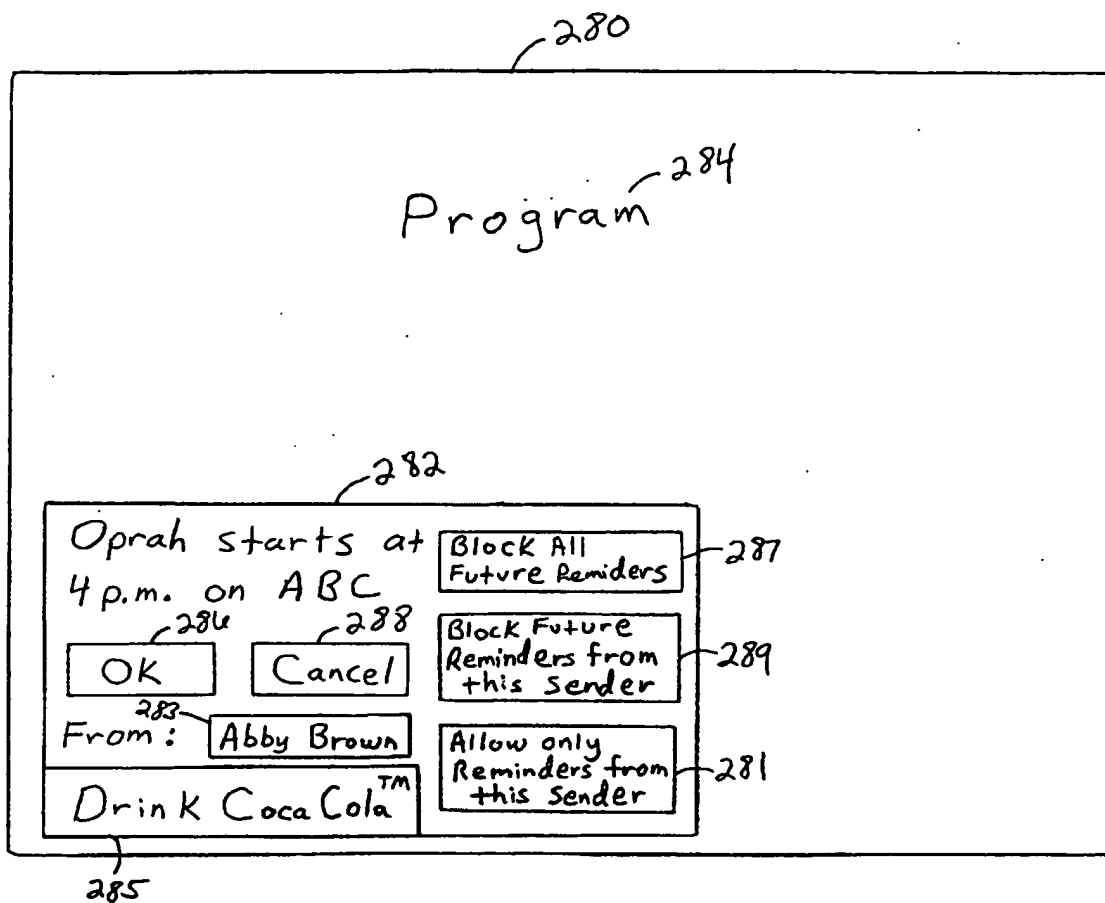 280
Program
284
282
Oprah starts at
4 p.m. on ABC
286
288
OK
Cancel
283
From:
Abby Brown
Drink Coca Cola™
285
Block All
Future Remiders
287
Block Future
Reminders from
this Sender
289
Allow only
Reminders from
this Sender
281